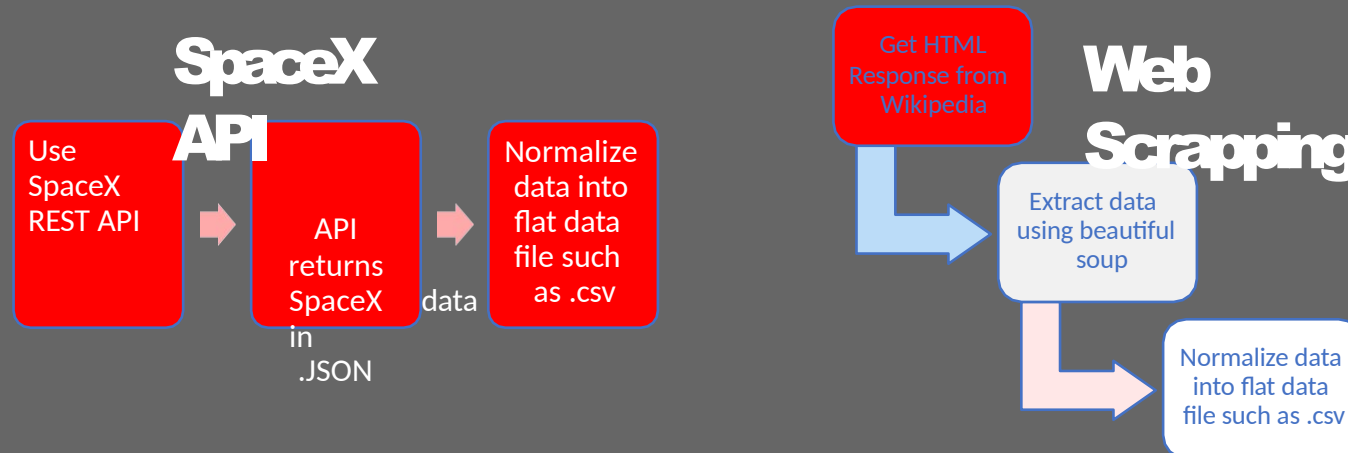 SpaceX
API
Use
SpaceX
REST API
API
returns
SpaceX data
in
.JSON
Normalize
data into
flat data
file such
as .csv
Web
Scrapping
Get HTML
Response from
Wikipedia
Extract data
using beautiful
soup
Normalize data
into flat data
file such as .csv